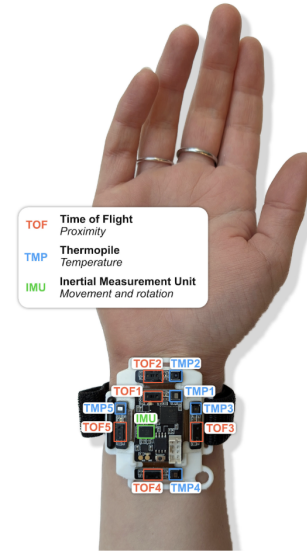 TOF Time of Flight
Proximity
TMP Thermopile
Temperature
IMU Inertial Measurement Unit
Movement and rotation
TOF2 TMP2
TOF1 TMP1
TMP5 IMU TMP3
TOF5 TOF3
TOF4 TMP4